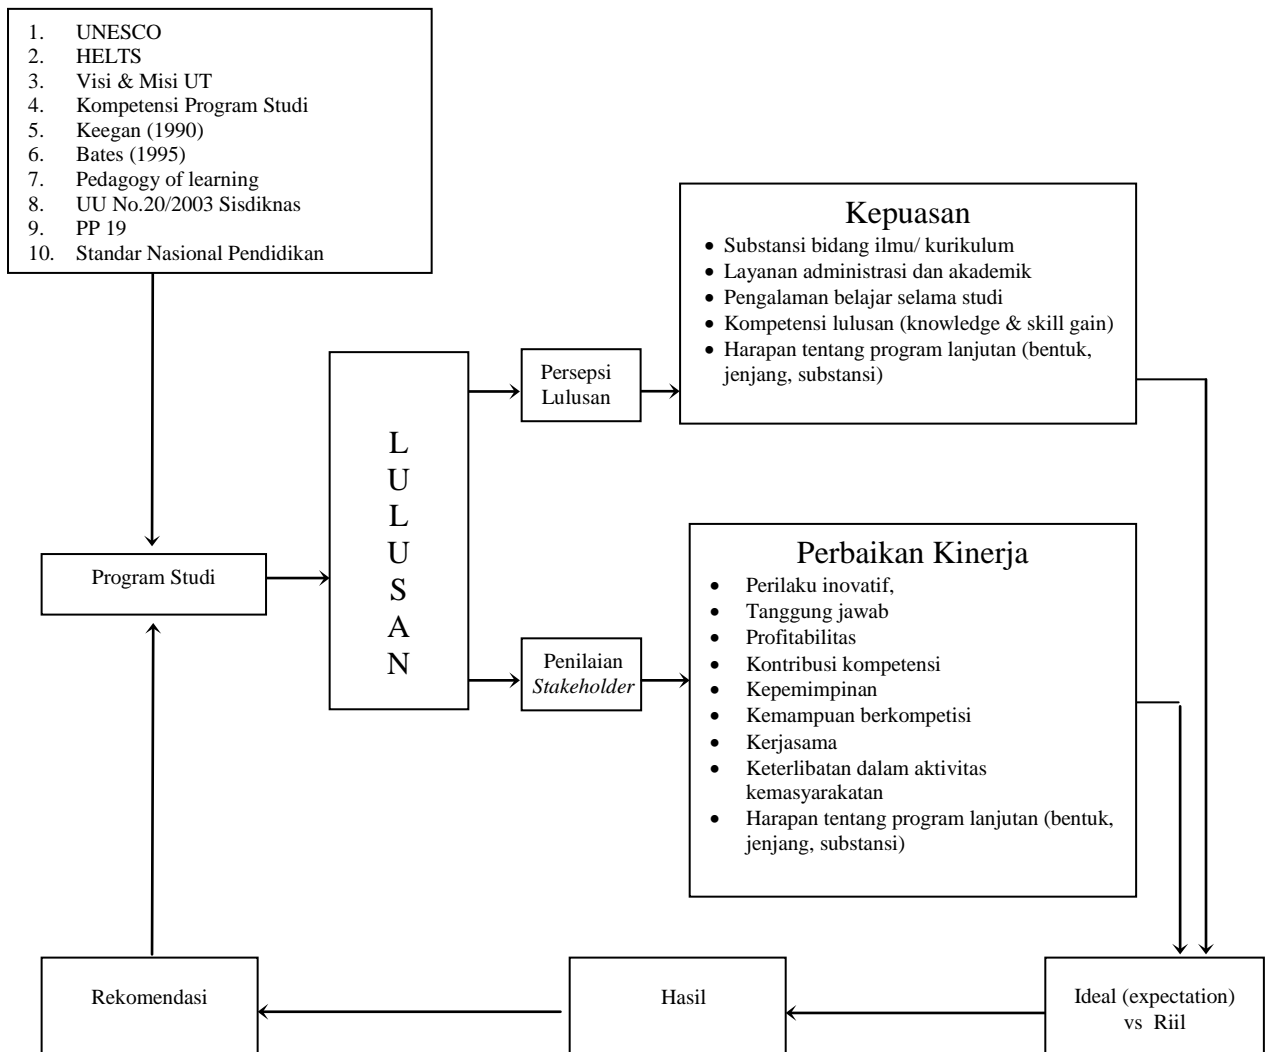 1. UNESCO
2. HELTS
3. Visi & Misi UT
4. Kompetensi Program Studi
5. Keegan (1990)
6. Bates (1995)
7. Pedagogy of learning
8. UU No.20/2003 Sisdiknas
9. PP 19
10. Standar Nasional Pendidikan
Kepuasan
• Substansi bidang ilmu/ kurikulum
• Layanan administrasi dan akademik
• Pengalaman belajar selama studi
• Kompetensi lulusan (knowledge & skill gain)
• Harapan tentang program lanjutan (bentuk,
jenjang, substansi)
Persepsi
Lulusan
L
U
L
U
S
A
N
Program Studi
Penilaian
Stakeholder
Perbaikan Kinerja
• Perilaku inovatif,
• Tanggung jawab
• Profitabilitas
• Kontribusi kompetensi
• Kepemimpinan
• Kemampuan berkompetisi
• Kerjasama
• Keterlibatan dalam aktivitas
kemasyarakatan
• Harapan tentang program lanjutan (bentuk,
jenjang, substansi)
Rekomendasi
Hasil
Ideal (expectation)
vs Riil